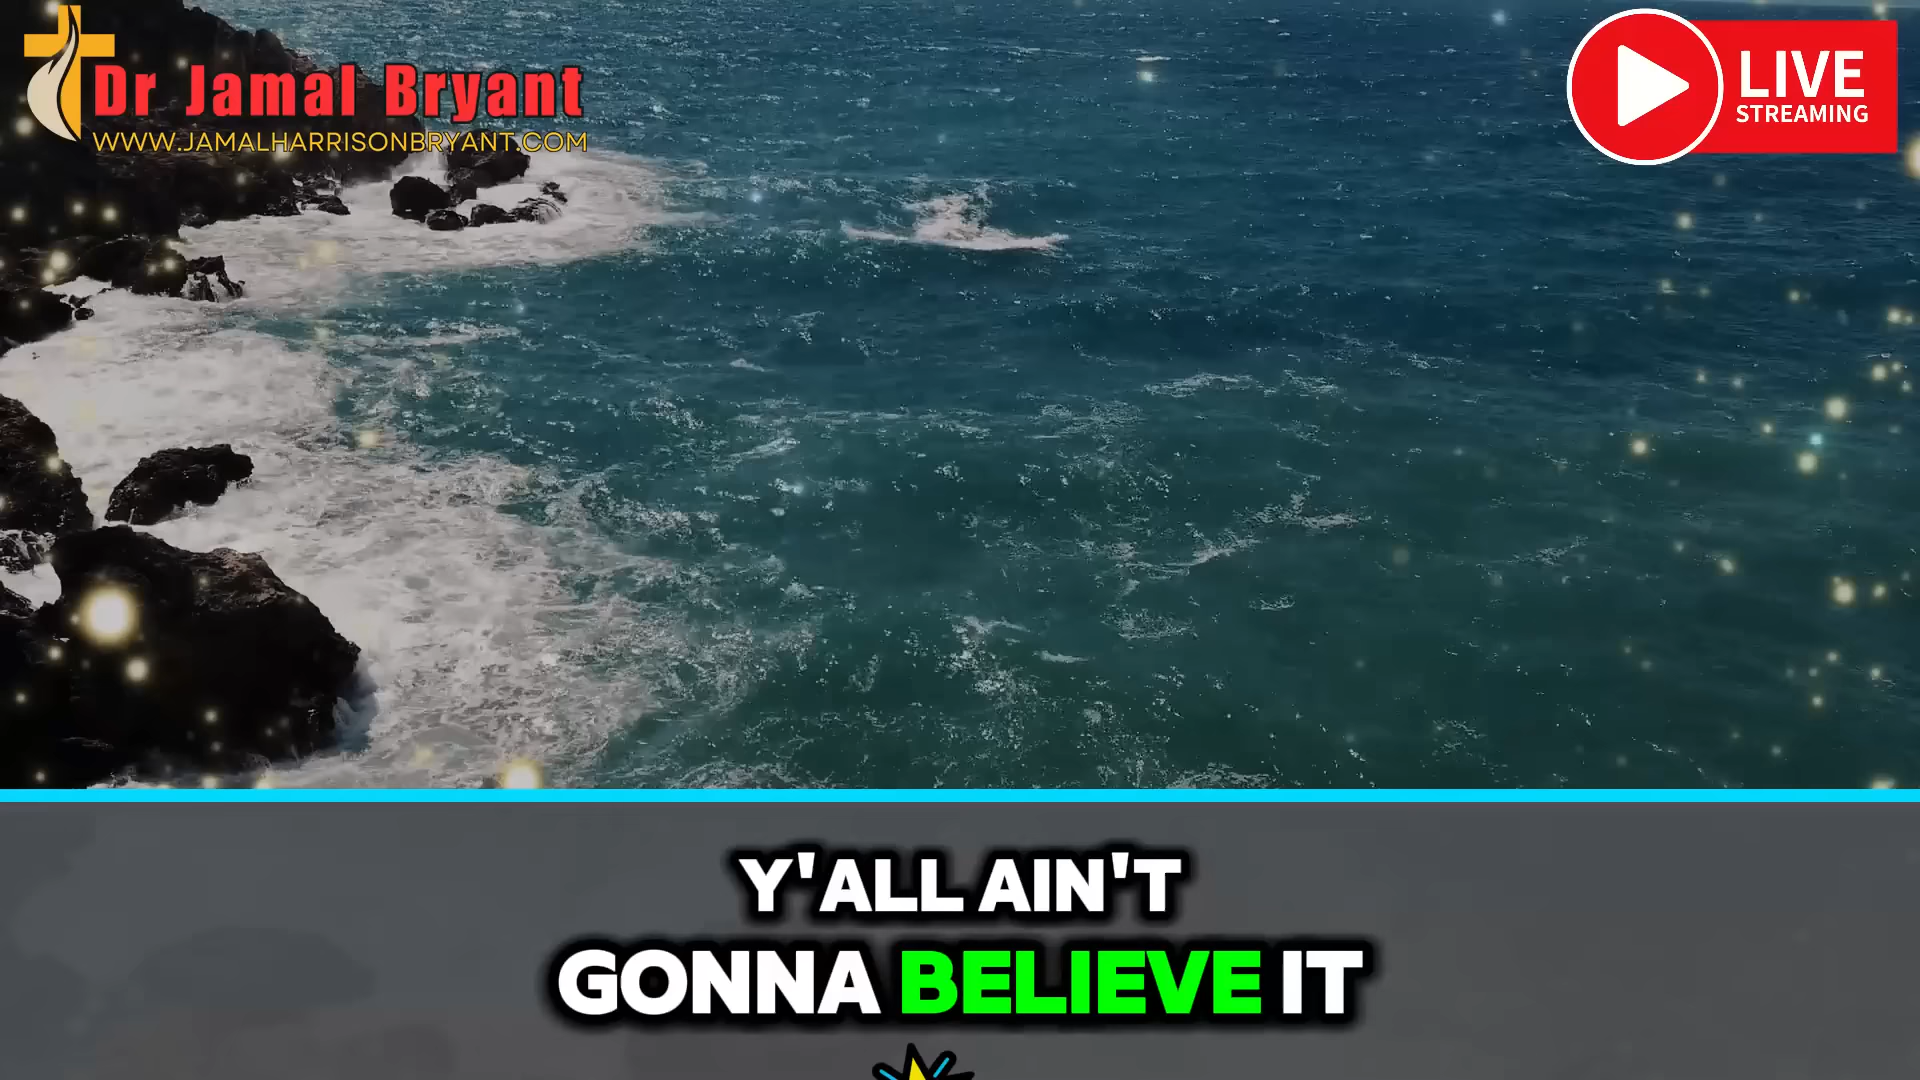 Dr Jamal Bryant
WWW.JAMALHARRISONBRYANT.COM
LIVE
STREAMING
Y'ALL AIN'T
GONNA BELIEVE IT